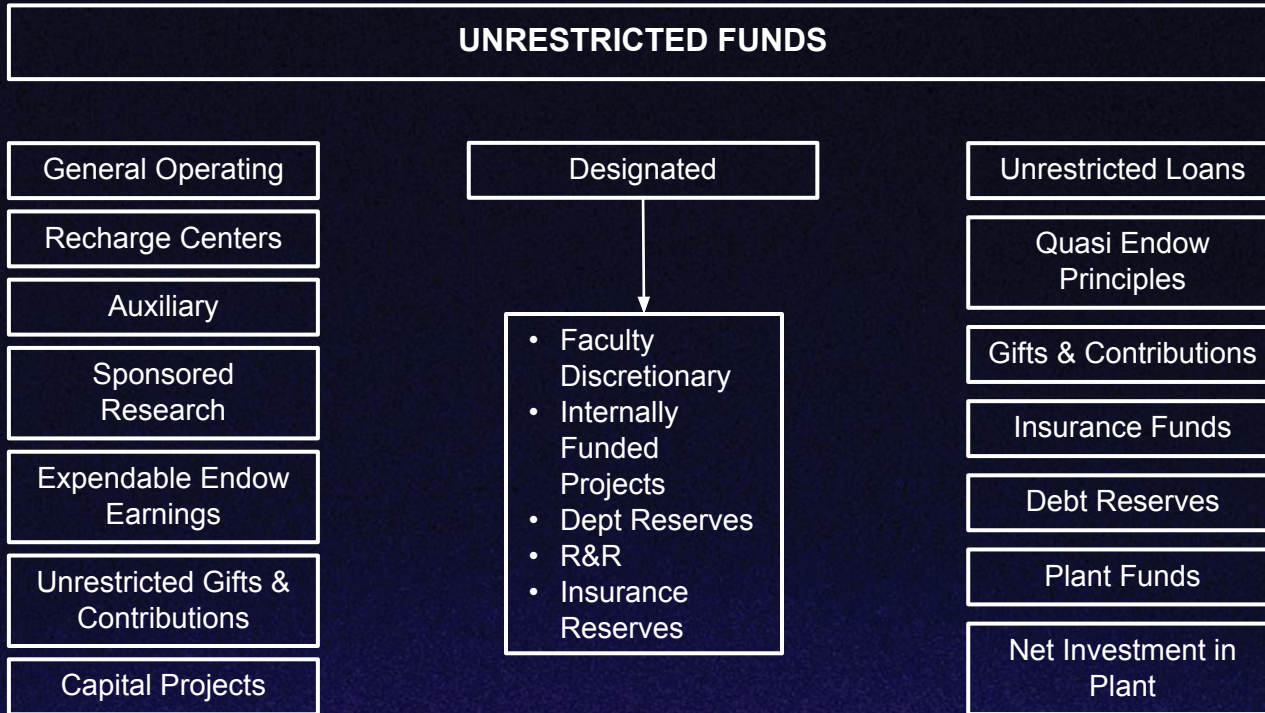 UNRESTRICTED FUNDS
General Operating
Recharge Centers
Auxiliary
Sponsored
Research
Expendable Endow
Earnings
Unrestricted Gifts &
Contributions
Capital Projects
Designated
• Faculty
Discretionary
• Internally
Funded
Projects
• Dept Reserves
• R&R
• Insurance
Reserves
Unrestricted Loans
Quasi Endow
Principles
Gifts & Contributions
Insurance Funds
Debt Reserves
Plant Funds
Net Investment in
Plant